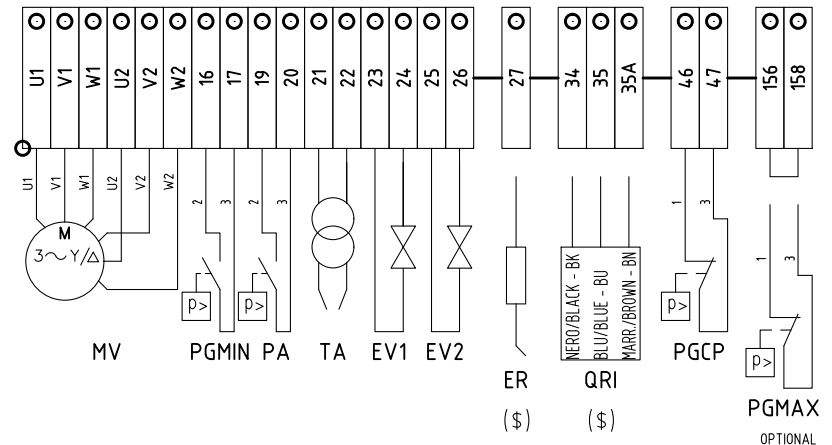 U1 V1 W1 U2 V2 W2 16 17 19 20 21 22 23 24 25 26 27 34 35 35A 46 47 156 158
U1 V1 W1 U2 V2 W2 2 3 2 3 1 3
M
3~Y/△
NERO/BLACK - BK
BLU/BLUE - BU
MARR./BROWN - BN
1 3
p> p> p>
p>
MV PGMIN PA TA EV1 EV2 PGCP
ER QRI
PGMAX
($) ($)
OPTIONAL